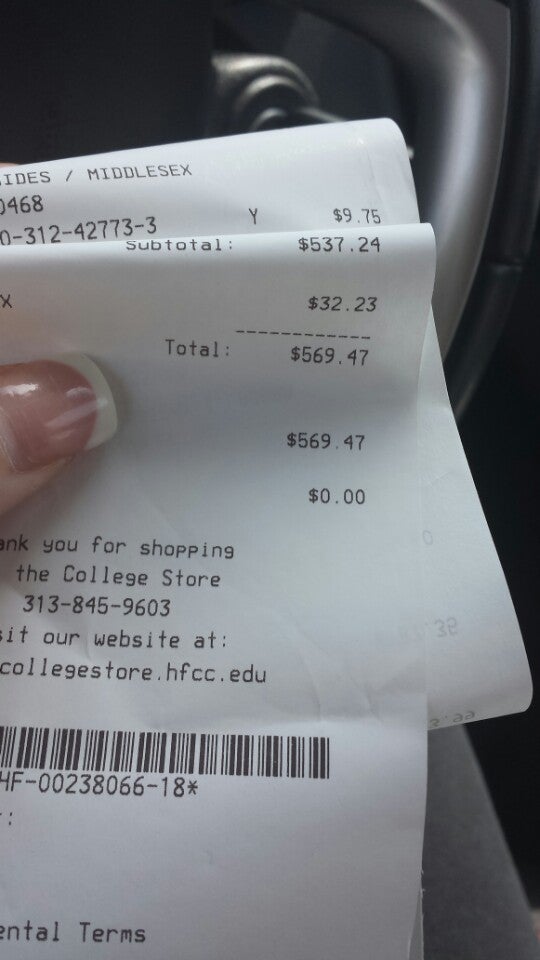 IDES / MIDDLESEX
0468
0-312-42773-3 Y $9.75
Subtotal: $537.24
X $32.23
------------
Total: $569.47
$569.47
$0.00
ank you for shopping
the College Store
313-845-9603
sit our website at:
collegestore.hfcc.edu
HF-00238066-18*
:
ental Terms